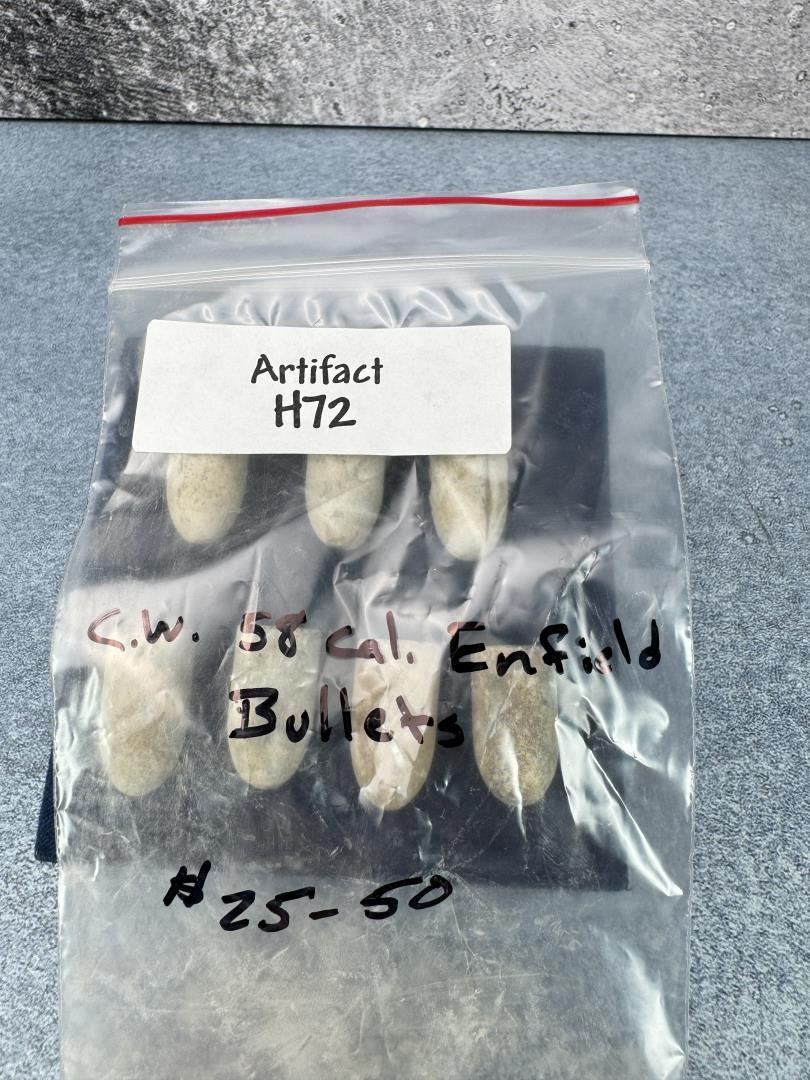 Artifact
H72
C.W. 58 Cal. Enfield
Bullets
$25-50